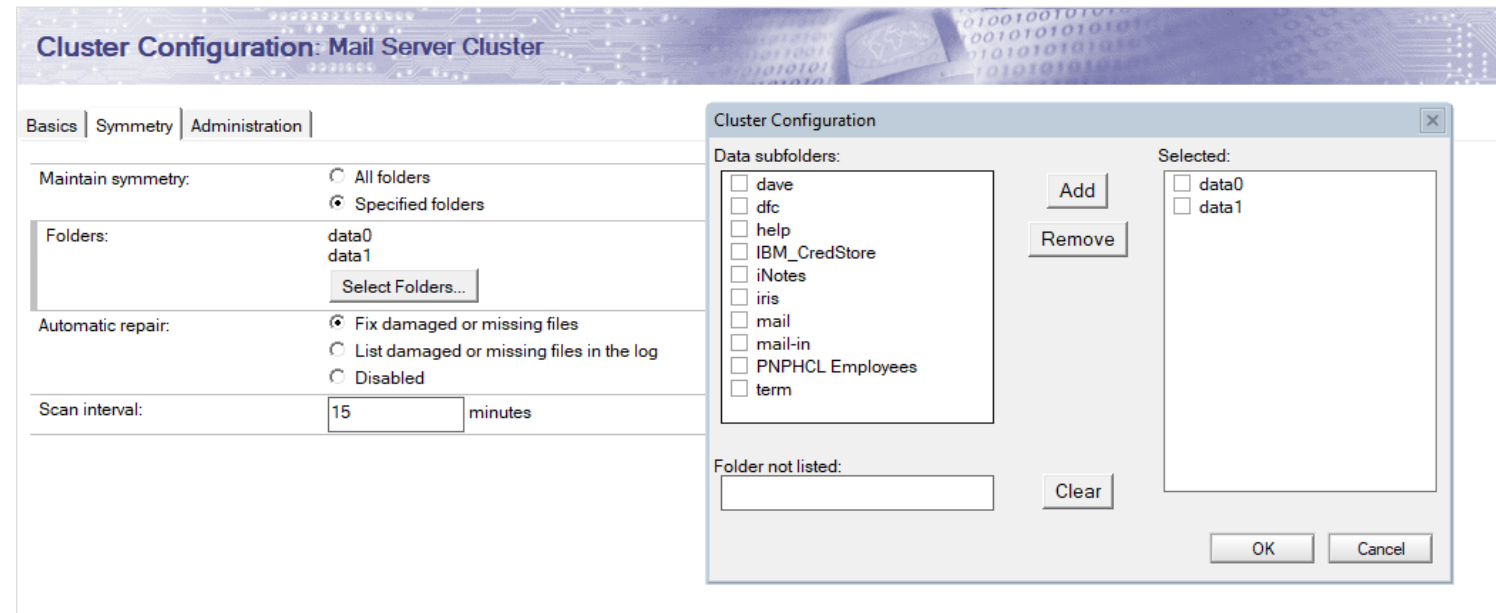 Cluster Configuration: Mail Server Cluster
Basics
Symmetry
Administration
Maintain symmetry:
All folders
Specified folders
Folders:
data0
data1
Select Folders...
Automatic repair:
Fix damaged or missing files
List damaged or missing files in the log
Disabled
Scan interval:
15
minutes
Cluster Configuration
Data subfolders:
dave
dfc
help
IBM_CredStore
iNotes
iris
mail
mail-in
PNPHCL Employees
term
Add
Remove
Selected:
data0
data1
Folder not listed:
Clear
OK
Cancel